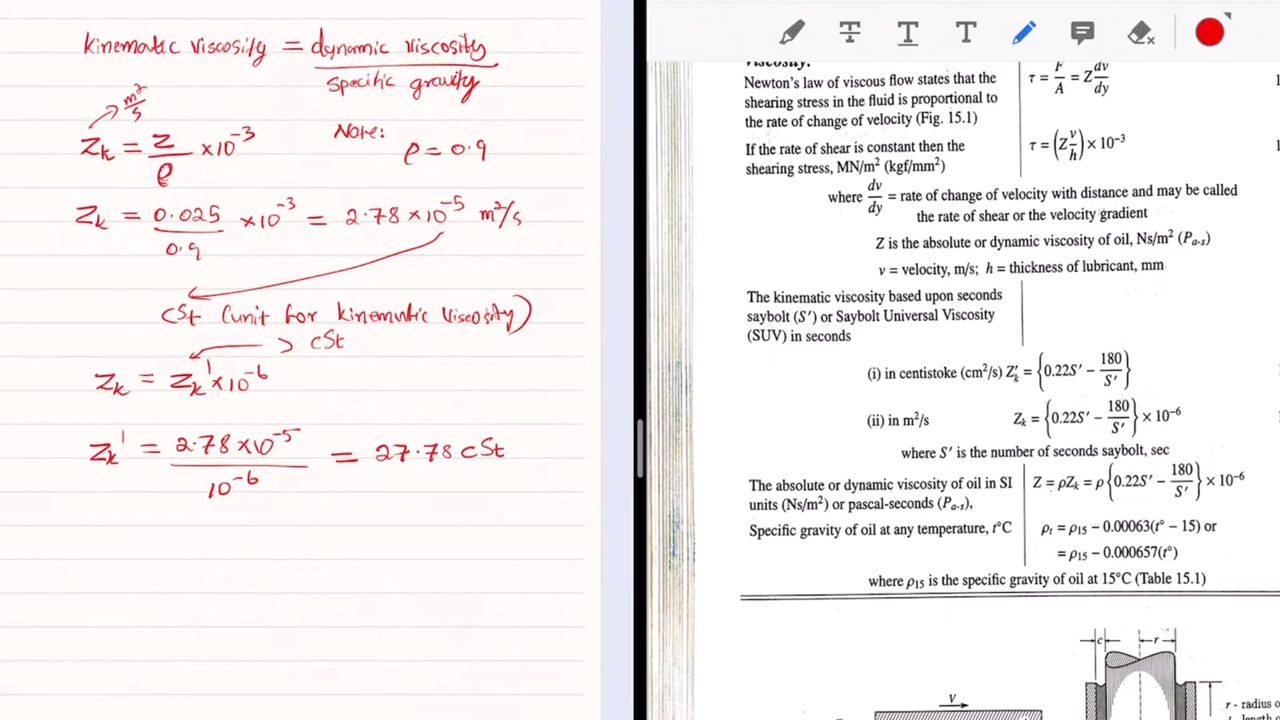 kinematic viscosity = dynamic viscosity / specific gravity
m²/s
Zk = Z/ρ ×10⁻³
Note:
ρ = 0.9
Zk = 0.025/0.9 ×10⁻³ = 2.78 ×10⁻⁵ m²/s
cSt (unit for kinematic viscosity)
> cSt
Zk = Zk' ×10⁻⁶
Zk' = 2.78×10⁻⁵/10⁻⁶ = 27.78 cSt
T T T
viscosity:
Newton's law of viscous flow states that the
shearing stress in the fluid is proportional to
the rate of change of velocity (Fig. 15.1)
τ = F/A = Z dv/dy
1
If the rate of shear is constant then the
shearing stress, MN/m² (kgf/mm²)
τ = (Z v/h) × 10⁻³
1
where dv/dy = rate of change of velocity with distance and may be called
the rate of shear or the velocity gradient
Z is the absolute or dynamic viscosity of oil, Ns/m² (Pa-s)
v = velocity, m/s; h = thickness of lubricant, mm
The kinematic viscosity based upon seconds
saybolt (S′) or Saybolt Universal Viscosity
(SUV) in seconds
(i) in centistoke (cm²/s) Z′k = {0.22S′ − 180/S′}
1
(ii) in m²/s Zk = {0.22S′ − 180/S′} × 10⁻⁶
1
where S′ is the number of seconds saybolt, sec
The absolute or dynamic viscosity of oil in SI
units (Ns/m²) or pascal-seconds (Pa-s),
Z = ρZk = ρ{0.22S′ − 180/S′} × 10⁻⁶
1
Specific gravity of oil at any temperature, t°C
ρt = ρ15 − 0.00063(t° − 15) or
1
= ρ15 − 0.000657(t°)
1
where ρ15 is the specific gravity of oil at 15°C (Table 15.1)
c
r
V
r - radius o